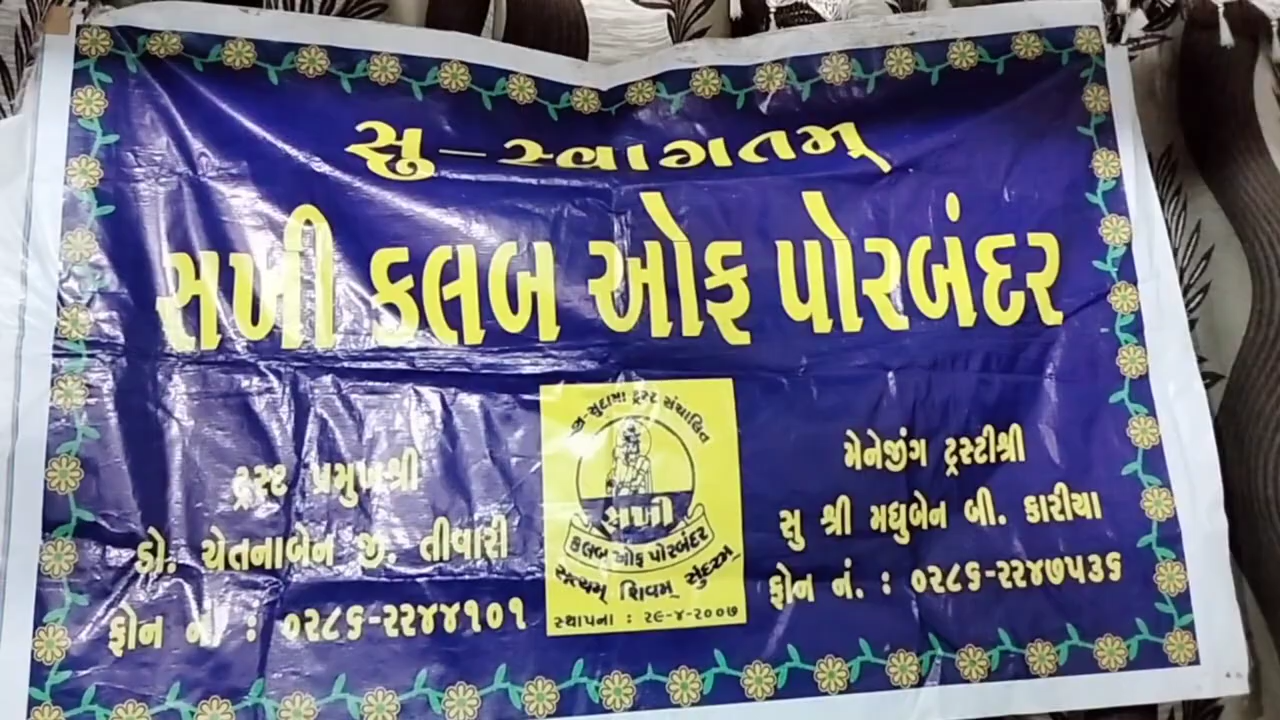 સુ-સ્વાગતમ્
સખી કલબ ઓફ પોરબંદર
ટ્રસ્ટ પ્રમુખશ્રી
ડો. ચેતનાબેન જી. તીવારી
ફોન નં. : ૦૨૮૬-૨૨૪૪૧૦૧
સુદામા ટ્રસ્ટ સંચાલિત
સખી
કલબ ઓફ પોરબંદર
સત્યમ્ શિવમ્ સુંદરમ્
સ્થાપના : ૨૯-૪-૨૦૦૭
મેનેજીંગ ટ્રસ્ટીશ્રી
સુ શ્રી મધુબેન બી. કારીયા
ફોન નં. : ૦૨૮૬-૨૨૪૭૫૩૬